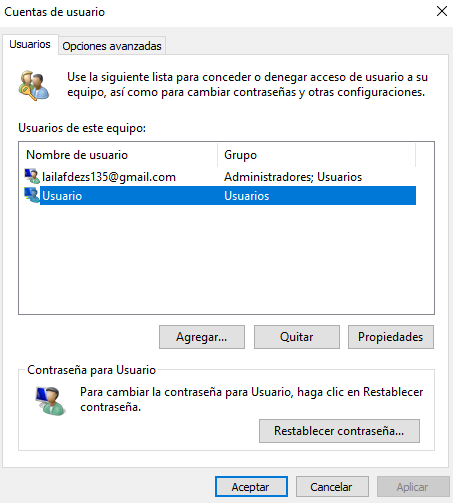 Cuentas de usuario
Usuarios
Opciones avanzadas
Use la siguiente lista para conceder o denegar acceso de usuario a su
equipo, así como para cambiar contraseñas y otras configuraciones.
Usuarios de este equipo:
Nombre de usuario Grupo
lailafdezs135@gmail.com Administradores; Usuarios
Usuario Usuarios
Agregar... Quitar Propiedades
Contraseña para Usuario
Para cambiar la contraseña para Usuario, haga clic en Restablecer
contraseña.
Restablecer contraseña...
Aceptar Cancelar Aplicar